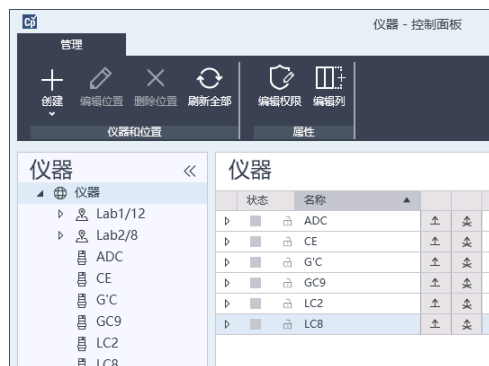 仪器 - 控制面板
管理
创建
编辑位置
删除位置
刷新全部
编辑权限
编辑列
仪器和位置
属性
仪器
仪器
Lab1/12
Lab2/8
ADC
CE
G'C
GC9
LC2
LC8
仪器
状态 名称
ADC
CE
G'C
GC9
LC2
LC8